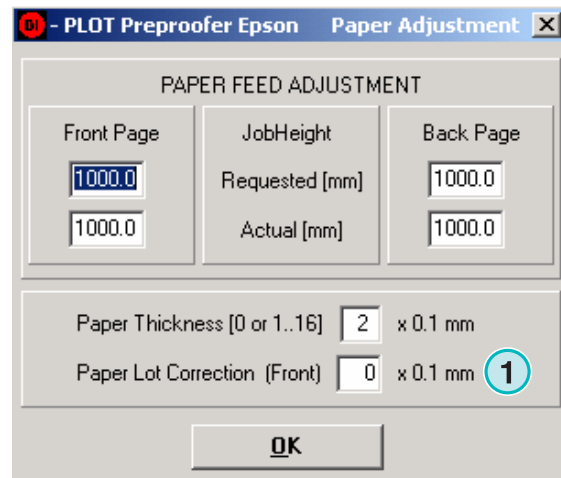 DI - PLOT Preproofer Epson Paper Adjustment X
PAPER FEED ADJUSTMENT
Front Page JobHeight Back Page
1000.0 Requested [mm] 1000.0
1000.0 Actual [mm] 1000.0
Paper Thickness [0 or 1..16] 2 x 0.1 mm
Paper Lot Correction (Front) 0 x 0.1 mm 1
OK